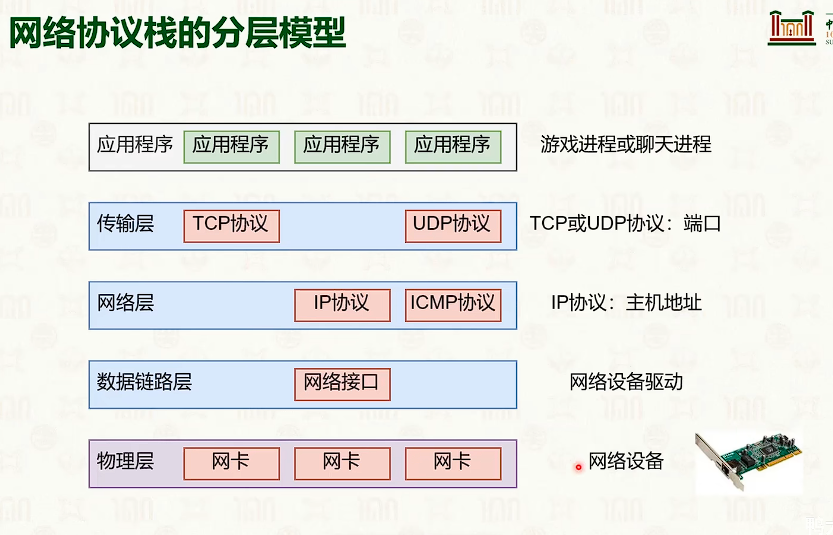 网络协议栈的分层模型
应用程序 应用程序 应用程序 应用程序 游戏进程或聊天进程
传输层 TCP协议 UDP协议 TCP或UDP协议：端口
网络层 IP协议 ICMP协议 IP协议：主机地址
数据链路层 网络接口 网络设备驱动
物理层 网卡 网卡 网卡 网络设备